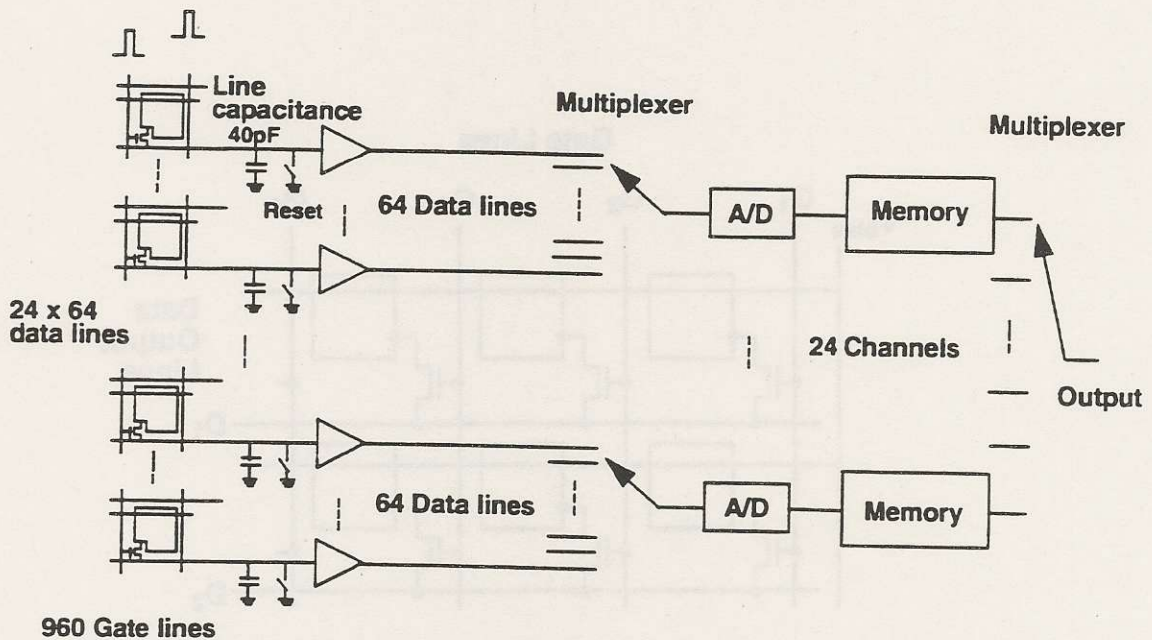 Line
capacitance
40pF
Reset
64 Data lines
Multiplexer
Multiplexer
A/D
Memory
24 x 64
data lines
24 Channels
Output
64 Data lines
A/D
Memory
960 Gate lines